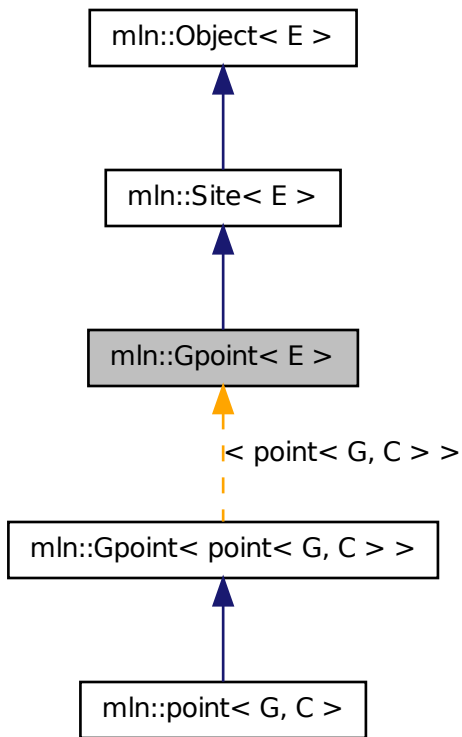 mln::Object< E >
mln::Site< E >
mln::Gpoint< E >
< point< G, C > >
mln::Gpoint< point< G, C > >
mln::point< G, C >